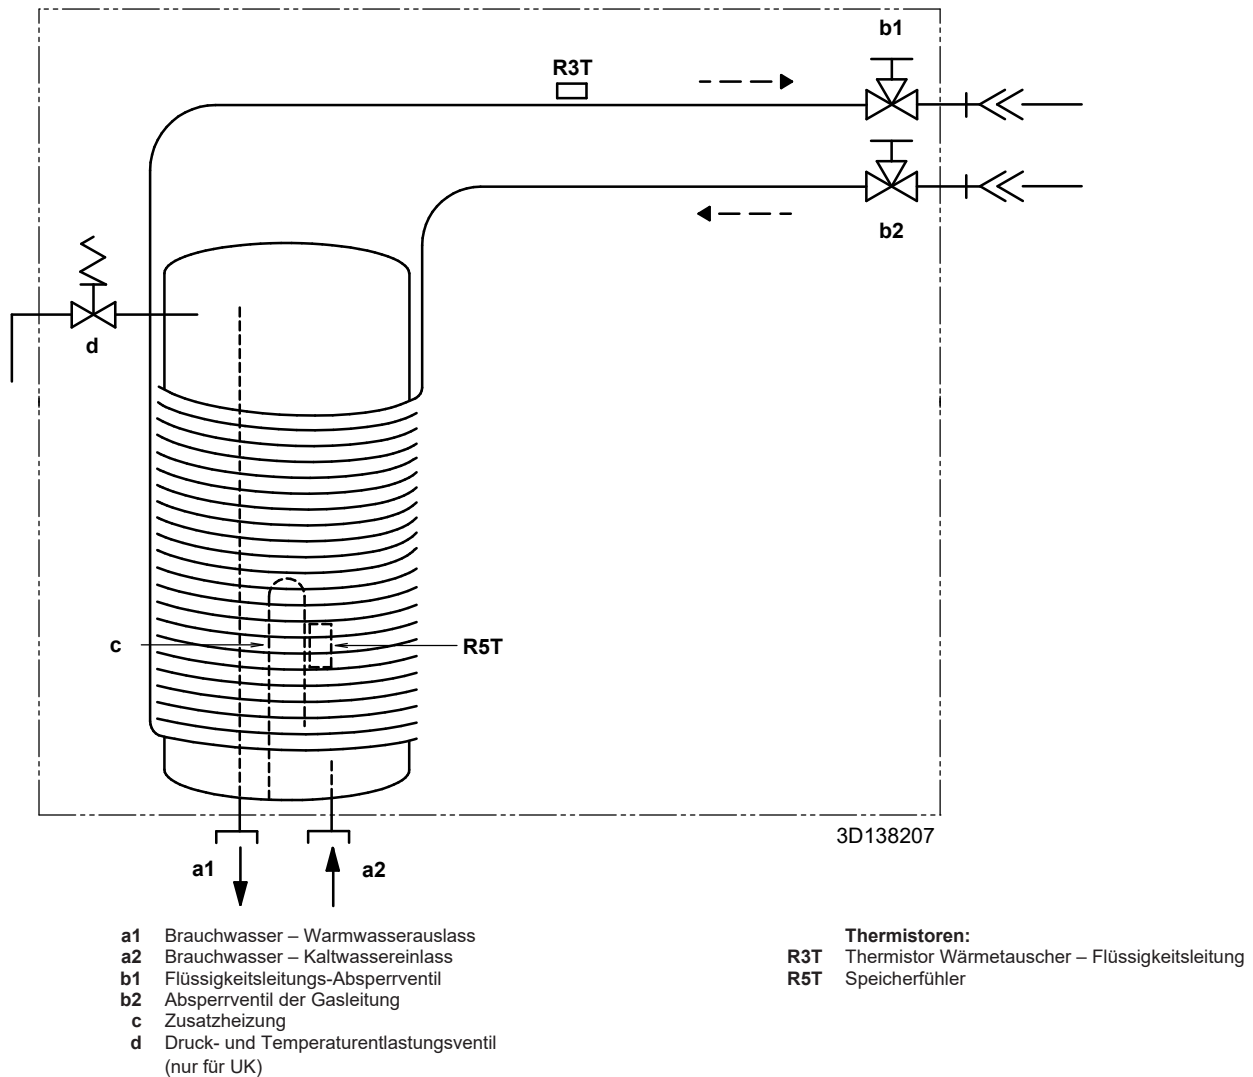 b1
R3T
b2
d
c
R5T
3D138207
a1
a2
a1 Brauchwasser – Warmwasserauslass
a2 Brauchwasser – Kaltwassereinlass
b1 Flüssigkeitsleitungs-Absperrventil
b2 Absperrventil der Gasleitung
c Zusatzheizung
d Druck- und Temperaturentlastungsventil
(nur für UK)
Thermistoren:
R3T Thermistor Wärmetauscher – Flüssigkeitsleitung
R5T Speicherfühler